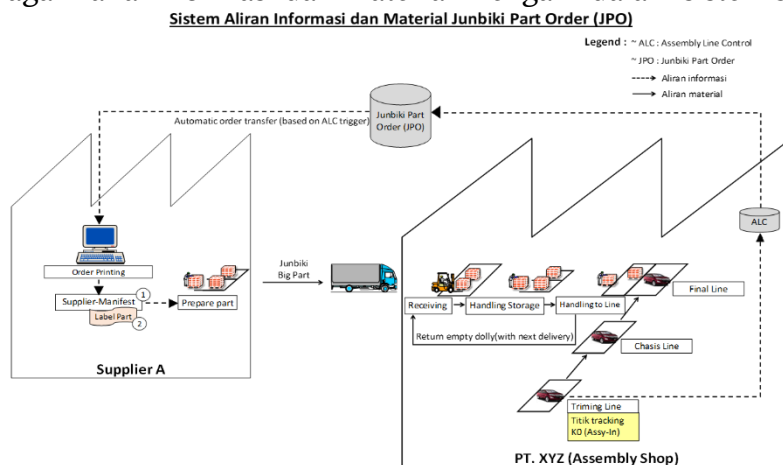 Sistem Aliran Informasi dan Material Junbiki Part Order (JPO)
Legend : ~ ALC : Assembly Line Control
~ JPO : Junbiki Part Order
Aliran informasi
Aliran material
Junbiki Part
Order (JPO)
Automatic order transfer (based on ALC trigger)
ALC
Order Printing
Supplier-Manifest
1
Prepare part
Label Part
2
Supplier A
Junbiki
Big Part
Receiving
Handling Storage
Handling to Line
Final Line
Return empty dolly(with next delivery)
Chasis Line
Triming Line
Titik tracking
K0 (Assy-In)
PT. XYZ (Assembly Shop)